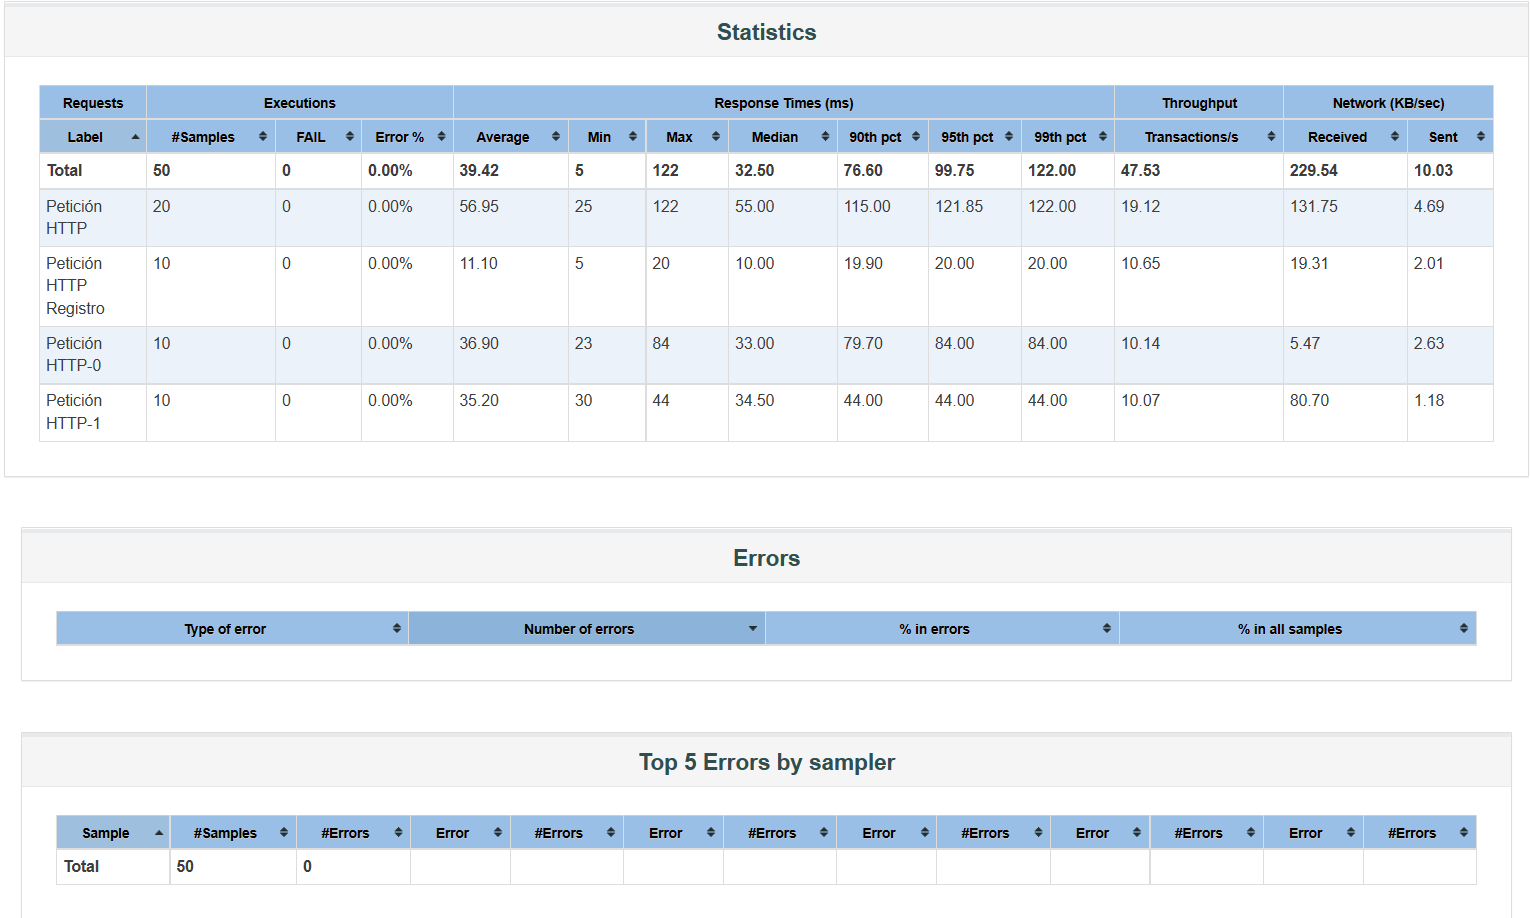 Statistics
Requests Executions Response Times (ms) Throughput Network (KB/sec)
Label #Samples FAIL Error % Average Min Max Median 90th pct 95th pct 99th pct Transactions/s Received Sent
Total 50 0 0.00% 39.42 5 122 32.50 76.60 99.75 122.00 47.53 229.54 10.03
Petición 20 0 0.00% 56.95 25 122 55.00 115.00 121.85 122.00 19.12 131.75 4.69
HTTP
Petición 10 0 0.00% 11.10 5 20 10.00 19.90 20.00 20.00 10.65 19.31 2.01
HTTP
Registro
Petición 10 0 0.00% 36.90 23 84 33.00 79.70 84.00 84.00 10.14 5.47 2.63
HTTP-0
Petición 10 0 0.00% 35.20 30 44 34.50 44.00 44.00 44.00 10.07 80.70 1.18
HTTP-1
Errors
Type of error Number of errors % in errors % in all samples
Top 5 Errors by sampler
Sample #Samples #Errors Error #Errors Error #Errors Error #Errors Error #Errors Error #Errors
Total 50 0